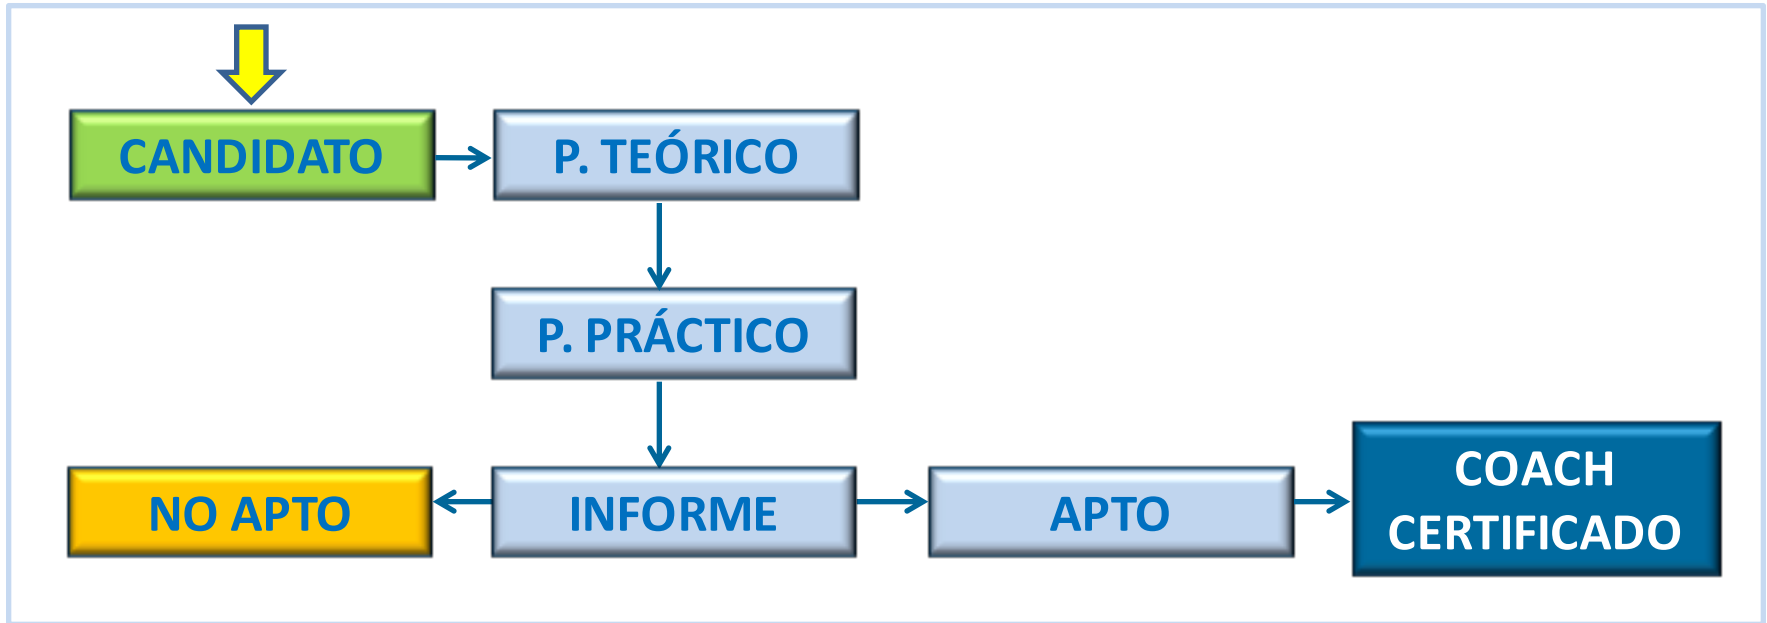 CANDIDATO
P. TEÓRICO
P. PRÁCTICO
NO APTO
INFORME
APTO
COACH
CERTIFICADO